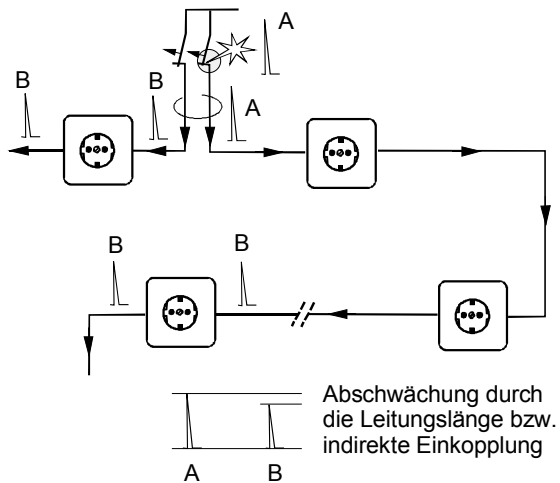 A
B
B
A
B
B
Abschwächung durch
die Leitungslänge bzw.
indirekte Einkopplung
A B